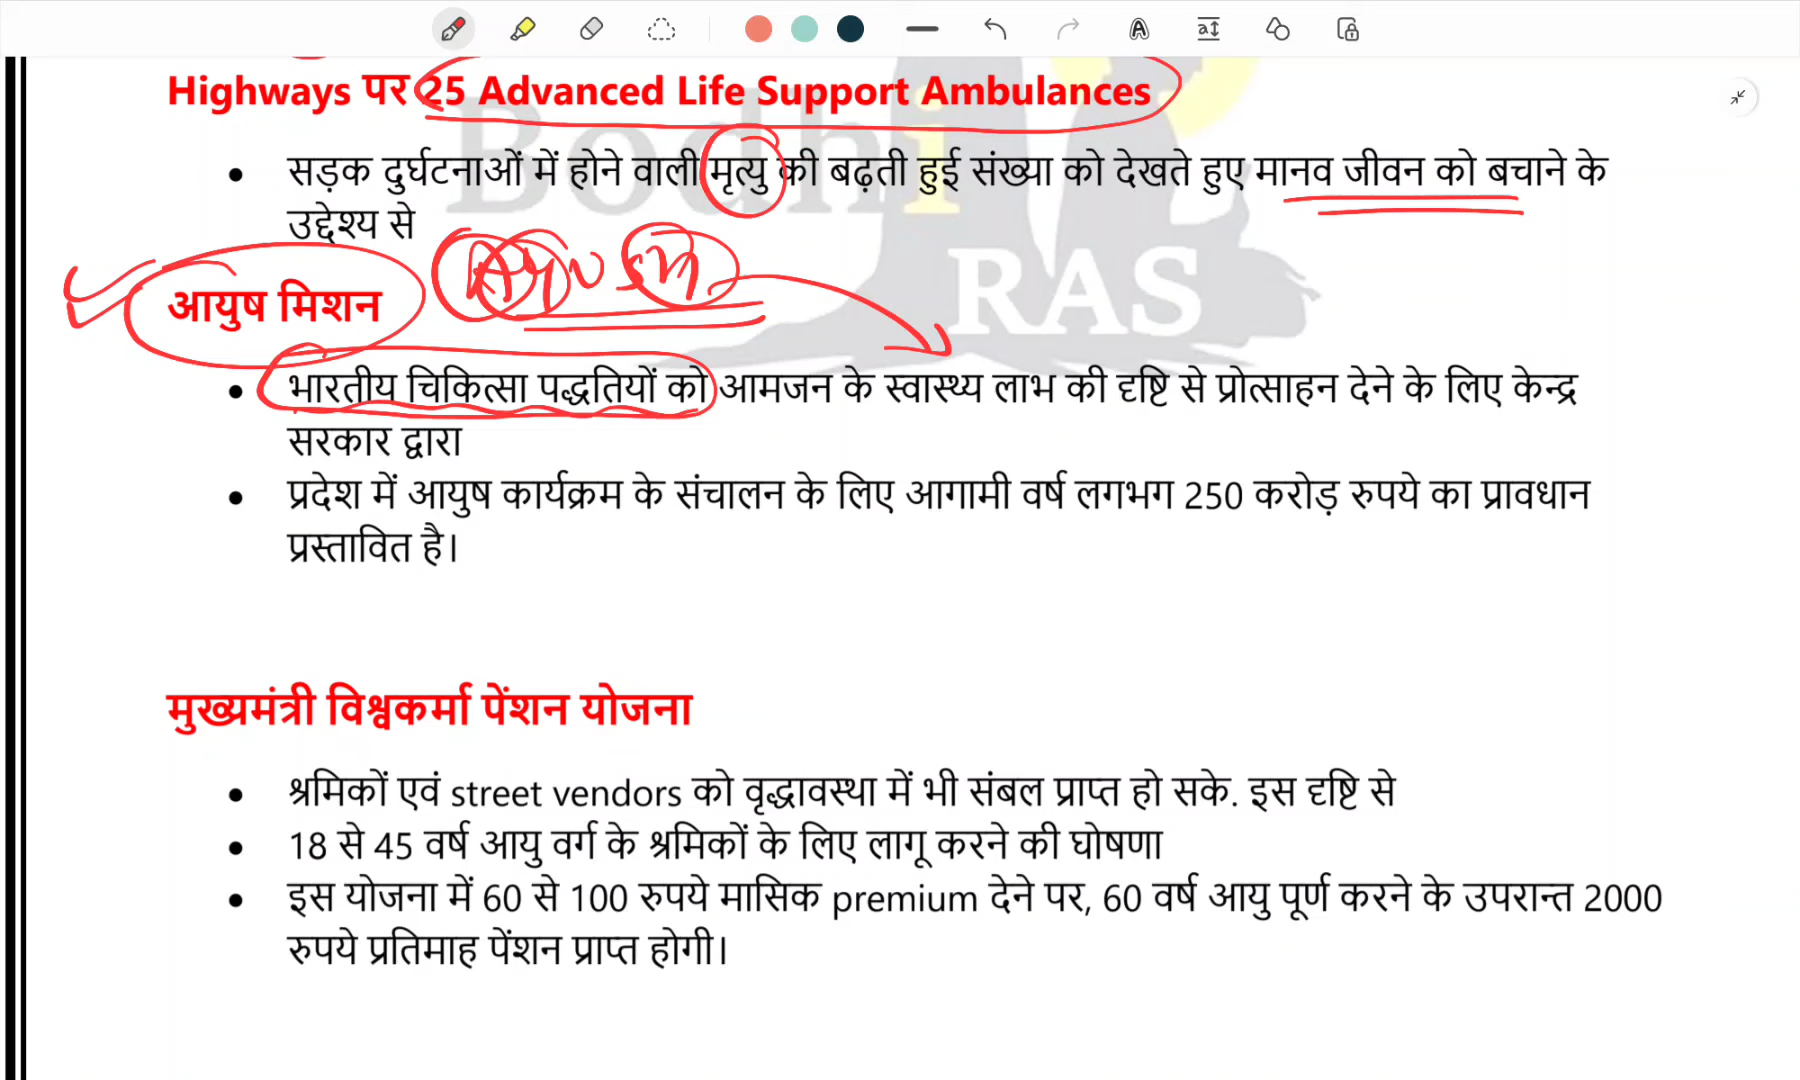 Highways पर 25 Advanced Life Support Ambulances
Bodhi
सड़क दुर्घटनाओं में होने वाली मृत्यु की बढ़ती हुई संख्या को देखते हुए मानव जीवन को बचाने के
उद्देश्य से
RAS
आयुष मिशन
भारतीय चिकित्सा पद्धतियों को आमजन के स्वास्थ्य लाभ की दृष्टि से प्रोत्साहन देने के लिए केन्द्र
सरकार द्वारा
प्रदेश में आयुष कार्यक्रम के संचालन के लिए आगामी वर्ष लगभग 250 करोड़ रुपये का प्रावधान
प्रस्तावित है।
मुख्यमंत्री विश्वकर्मा पेंशन योजना
श्रमिकों एवं street vendors को वृद्धावस्था में भी संबल प्राप्त हो सके. इस दृष्टि से
18 से 45 वर्ष आयु वर्ग के श्रमिकों के लिए लागू करने की घोषणा
इस योजना में 60 से 100 रुपये मासिक premium देने पर, 60 वर्ष आयु पूर्ण करने के उपरान्त 2000
रुपये प्रतिमाह पेंशन प्राप्त होगी।